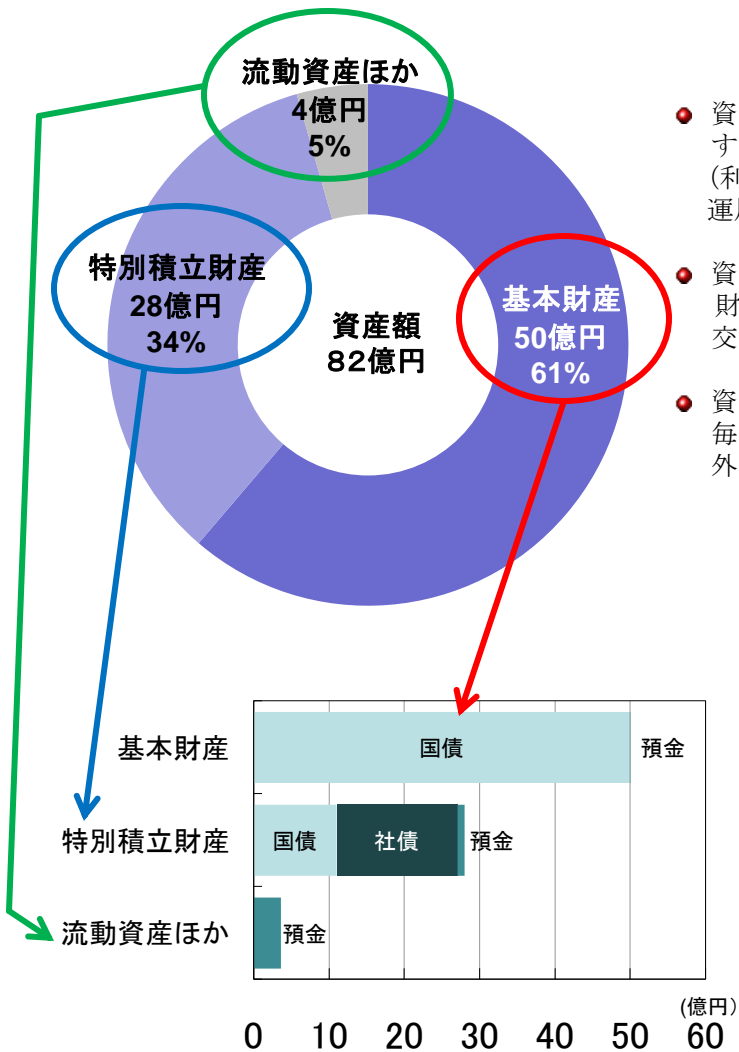 流動資産ほか
4億円
5%
特別積立財産
28億円
34%
資産額
８２億円
基本財産
50億円
61%
資
す
(利
運用
資
財
交
資
毎
外
基本財産
国債
預金
特別積立財産
国債
社債
預金
流動資産ほか
預金
(億円)
0 10 20 30 40 50 60